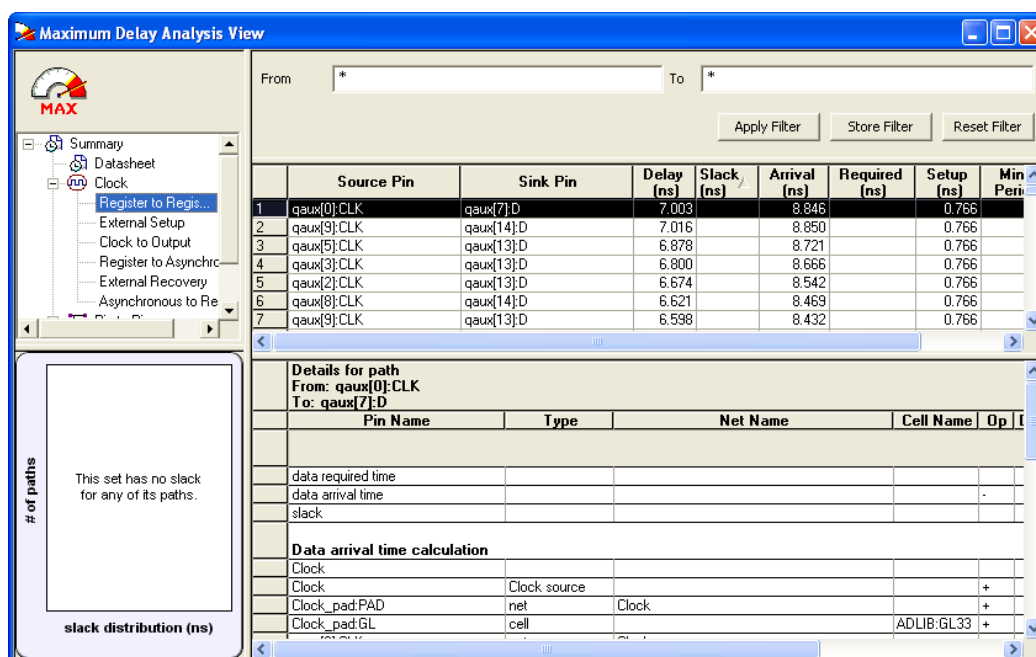 Maximum Delay Analysis View
MAX
From * To *
Apply Filter Store Filter Reset Filter
Summary
Datasheet
Clock
Register to Regis...
External Setup
Clock to Output
Register to Asynchrc
External Recovery
Asynchronous to Re
Source Pin Sink Pin Delay (ns) Slack (ns) Arrival (ns) Required (ns) Setup (ns) Min
1 qaux[0]:CLK qaux[7]:D 7.003 8.846 0.766
2 qaux[9]:CLK qaux[14]:D 7.016 8.850 0.766
3 qaux[5]:CLK qaux[13]:D 6.878 8.721 0.766
4 qaux[3]:CLK qaux[13]:D 6.800 8.666 0.766
5 qaux[2]:CLK qaux[13]:D 6.674 8.542 0.766
6 qaux[8]:CLK qaux[14]:D 6.621 8.469 0.766
7 qaux[9]:CLK qaux[13]:D 6.598 8.432 0.766
# of paths
This set has no slack
for any of its paths.
slack distribution (ns)
Details for path
From: qaux[0]:CLK
To: qaux[7]:D
Pin Name Type Net Name Cell Name Op
data required time
data arrival time -
slack
Data arrival time calculation
Clock
Clock Clock source +
Clock_pad:PAD net Clock +
Clock_pad:GL cell ADLIB:GL33 +